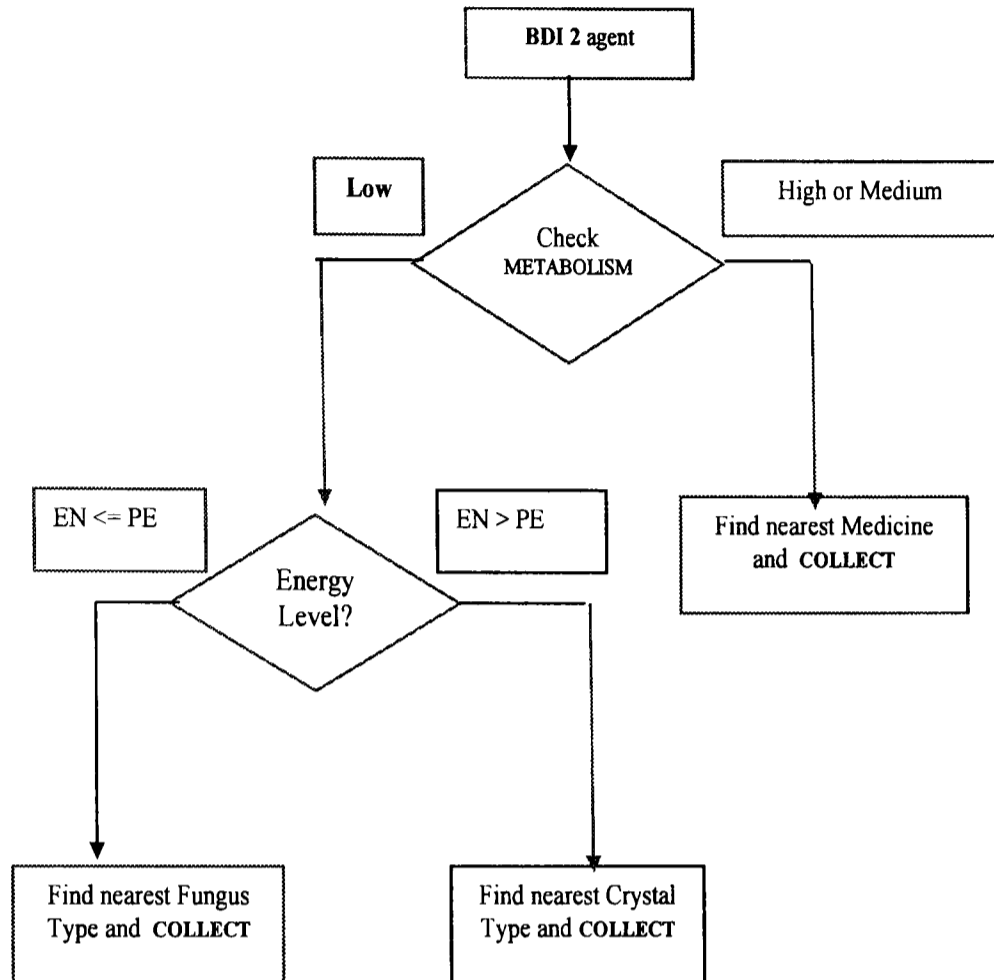 BDI 2 agent
Low
High or Medium
Check
METABOLISM
EN <= PE
EN > PE
Find nearest Medicine
and COLLECT
Energy
Level?
Find nearest Fungus
Type and COLLECT
Find nearest Crystal
Type and COLLECT